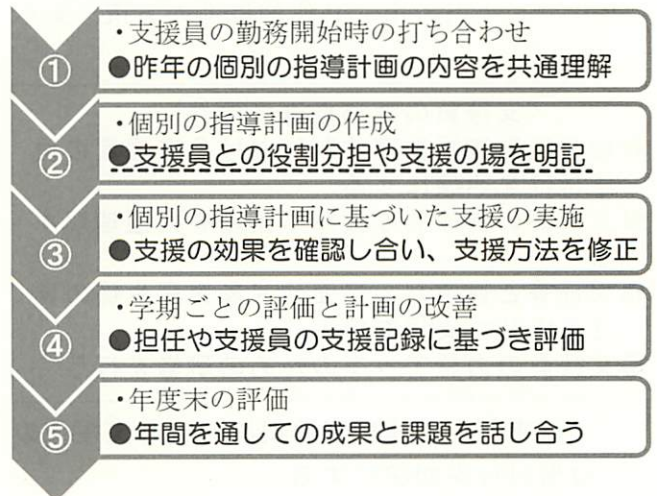 ①
・支援員の勤務開始時の打ち合わせ
●昨年の個別の指導計画の内容を共通理解
②
・個別の指導計画の作成
●支援員との役割分担や支援の場を明記
③
・個別の指導計画に基づいた支援の実施
●支援の効果を確認し合い、支援方法を修正
④
・学期ごとの評価と計画の改善
●担任や支援員の支援記録に基づき評価
⑤
・年度末の評価
●年間を通しての成果と課題を話し合う